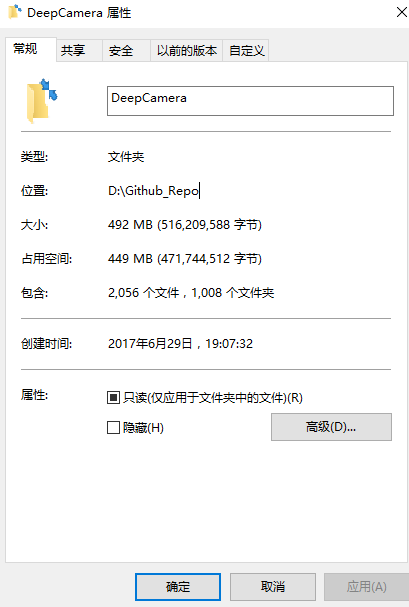 DeepCamera 属性
常规 共享 安全 以前的版本 自定义
DeepCamera
类型: 文件夹
位置: D:\Github_Repo
大小: 492 MB (516,209,588 字节)
占用空间: 449 MB (471,744,512 字节)
包含: 2,056 个文件，1,008 个文件夹
创建时间: 2017年6月29日，19:07:32
属性: 只读(仅应用于文件夹中的文件)(R)
隐藏(H) 高级(D)...
确定 取消 应用(A)